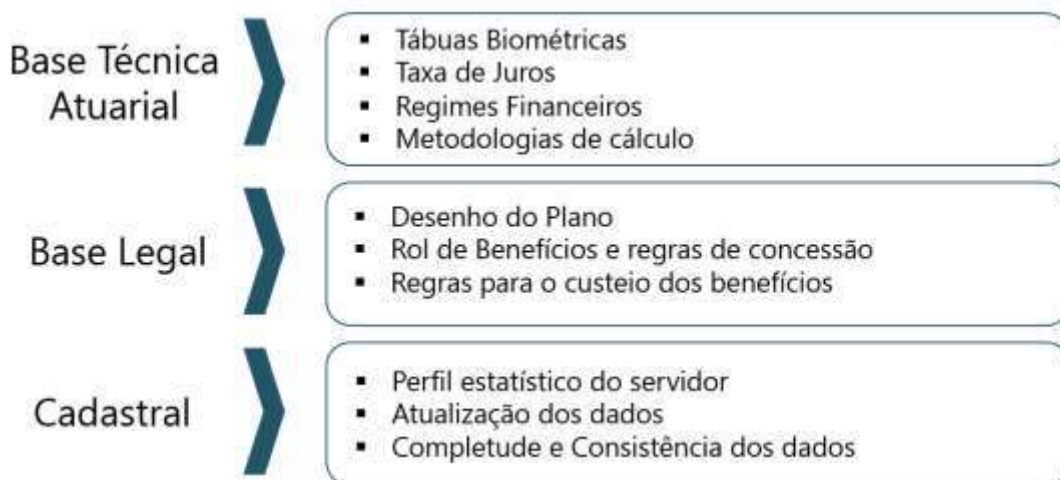 Base Técnica
Atuarial
▪ Tábuas Biométricas
▪ Taxa de Juros
▪ Regimes Financeiros
▪ Metodologias de cálculo
Base Legal
▪ Desenho do Plano
▪ Rol de Benefícios e regras de concessão
▪ Regras para o custeio dos benefícios
Cadastral
▪ Perfil estatístico do servidor
▪ Atualização dos dados
▪ Completude e Consistência dos dados